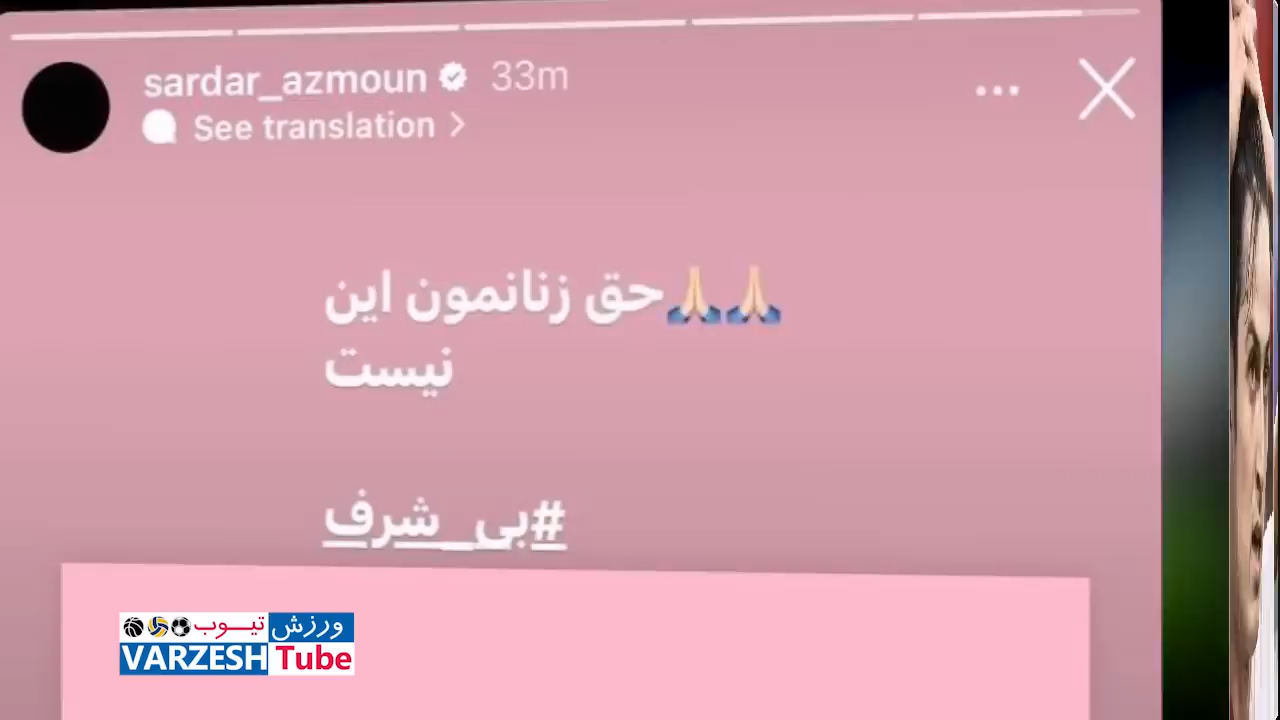 sardar_azmoun 33m
See translation
🙏🏻🙏🏻حق زنانمون این
نیست
#بی_شرف
ورزش تیـوب
VARZESH Tube